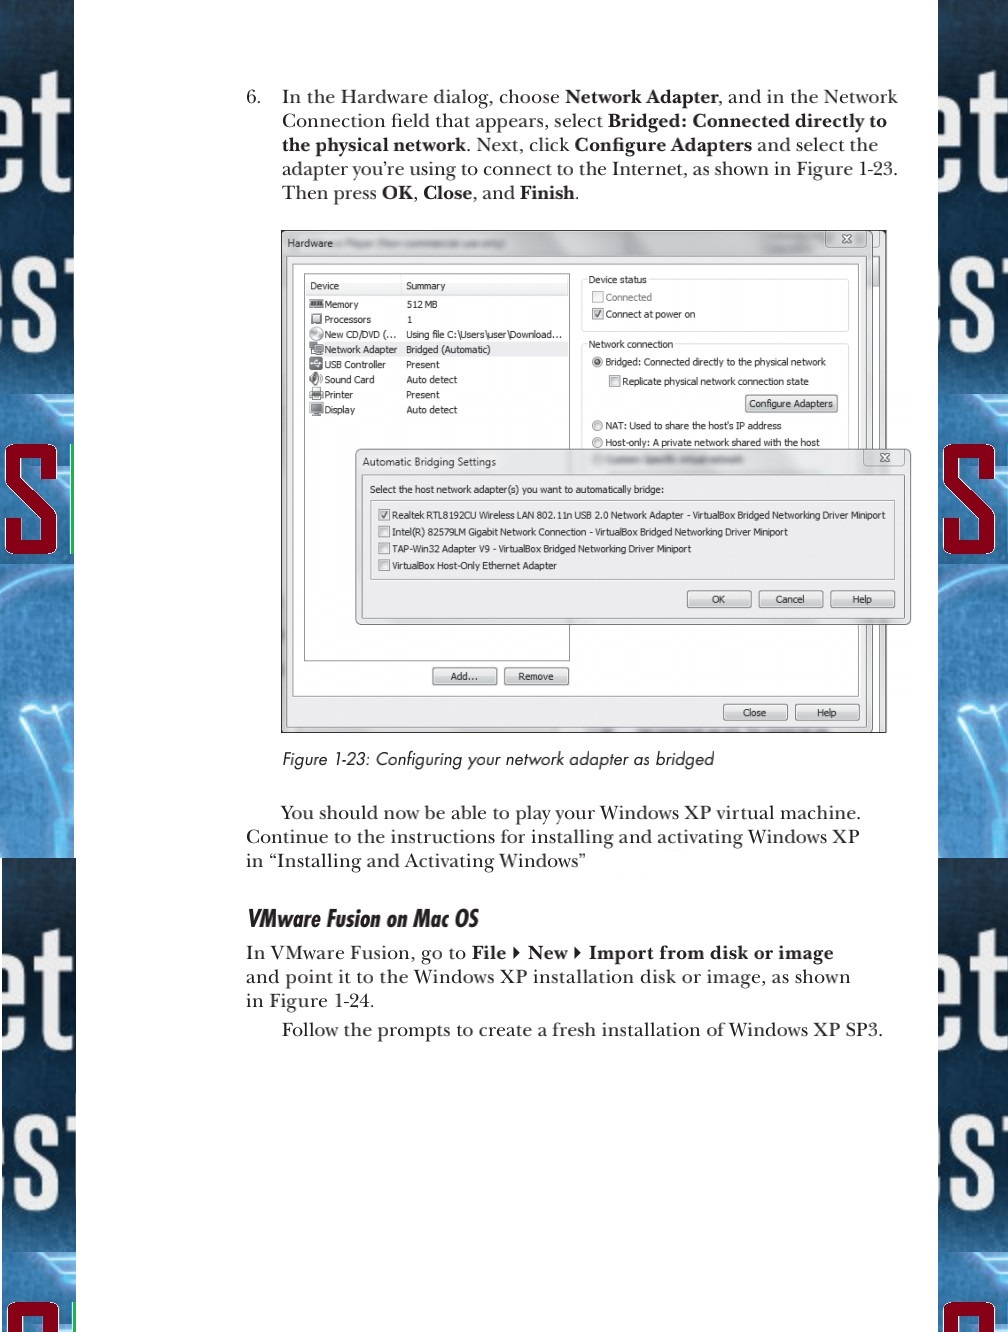 6. In the Hardware dialog, choose Network Adapter, and in the Network
Connection field that appears, select Bridged: Connected directly to
the physical network. Next, click Configure Adapters and select the
adapter you're using to connect to the Internet, as shown in Figure 1-23.
Then press OK, Close, and Finish.
Hardware
Device Summary
Memory 512 MB
Processors 1
New CD/DVD (... Using file C:\Users\user\Download...
Network Adapter Bridged (Automatic)
USB Controller Present
Sound Card Auto detect
Printer Present
Display Auto detect
Device status
Connected
Connect at power on
Network connection
Bridged: Connected directly to the physical network
Replicate physical network connection state
Configure Adapters
NAT: Used to share the host's IP address
Host-only: A private network shared with the host
Automatic Bridging Settings
Select the host network adapter(s) you want to automatically bridge:
Realtek RTL8192CU Wireless LAN 802.11n USB 2.0 Network Adapter - VirtualBox Bridged Networking Driver Miniport
Intel(R) 82579LM Gigabit Network Connection - VirtualBox Bridged Networking Driver Miniport
TAP-Win32 Adapter V9 - VirtualBox Bridged Networking Driver Miniport
VirtualBox Host-Only Ethernet Adapter
OK Cancel Help
Add... Remove
Close Help
Figure 1-23: Configuring your network adapter as bridged
You should now be able to play your Windows XP virtual machine.
Continue to the instructions for installing and activating Windows XP
in “Installing and Activating Windows”
VMware Fusion on Mac OS
In VMware Fusion, go to File ▸ New ▸ Import from disk or image
and point it to the Windows XP installation disk or image, as shown
in Figure 1-24.
Follow the prompts to create a fresh installation of Windows XP SP3.